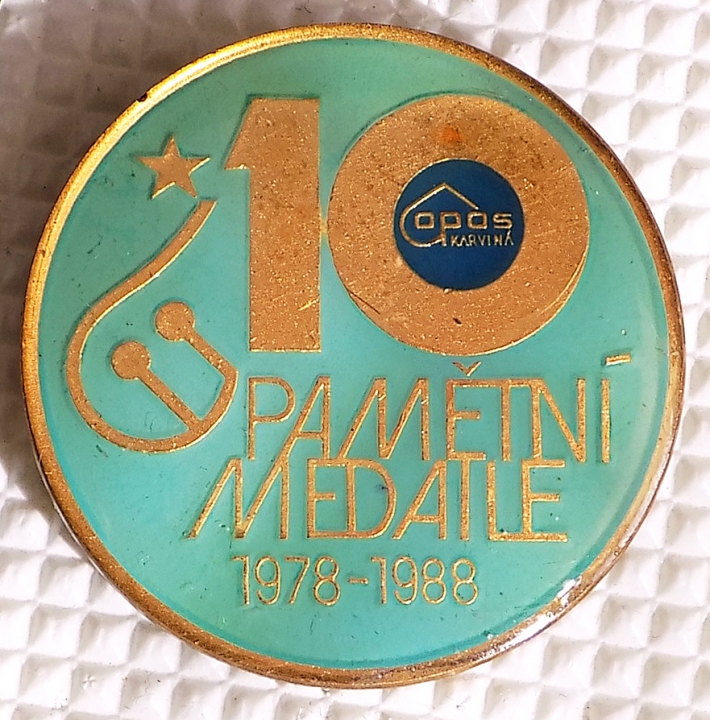 10
opos
KARVINÁ
PAMĚTNÍ
MEDAILE
1978-1988